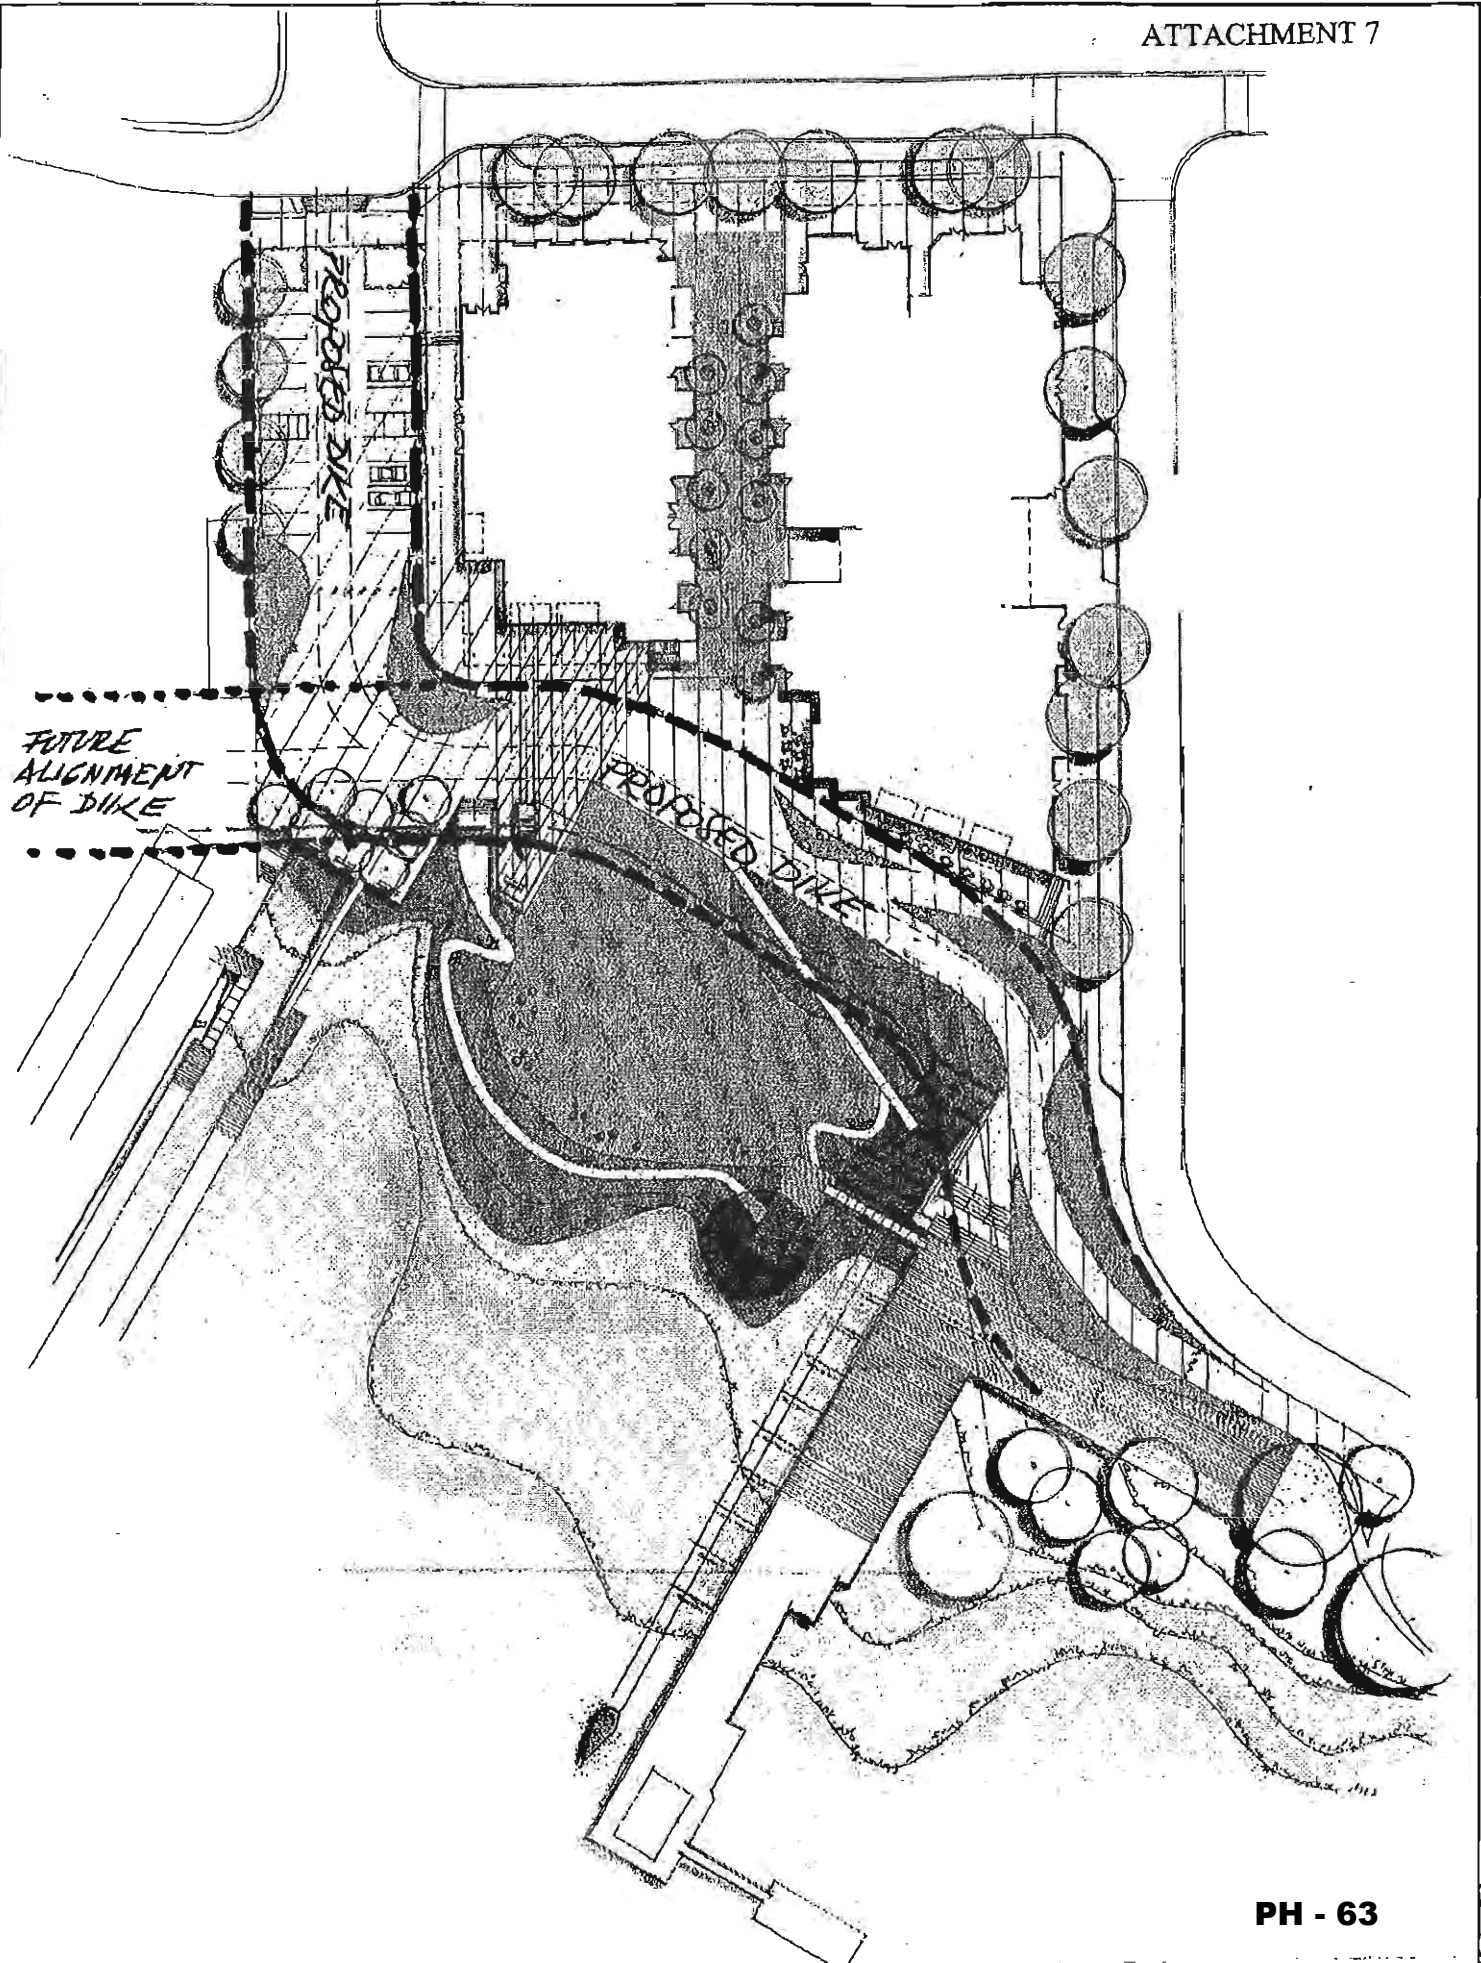 ATTACHMENT 7
PROPOSED DIKE
FUTURE
ALIGNMENT
OF DIKE
PROPOSED DIKE
PH - 63